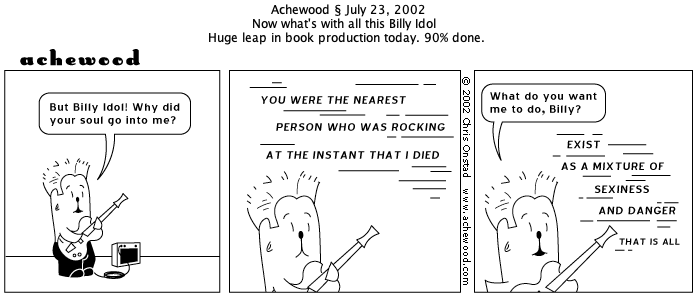 Achewood § July 23, 2002
Now what's with all this Billy Idol
Huge leap in book production today. 90% done.
achewood
But Billy Idol! Why did
your soul go into me?
YOU WERE THE NEAREST
PERSON WHO WAS ROCKING
AT THE INSTANT THAT I DIED
© 2002 Chris Onstad www.achewood.com
What do you want
me to do, Billy?
EXIST
AS A MIXTURE OF
SEXINESS
AND DANGER
THAT IS ALL